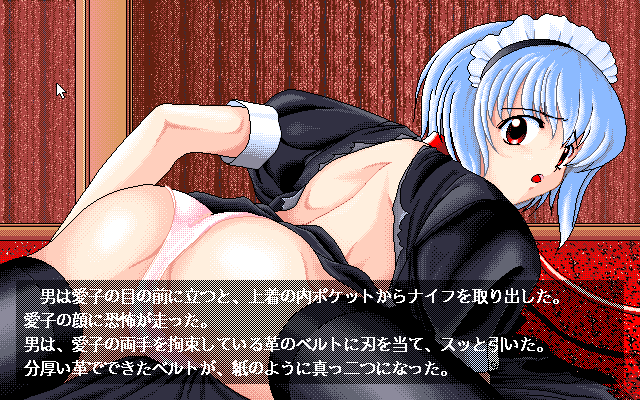 男は愛子の目の前に立つと、上着の内ポケットからナイフを取り出した。
愛子の顔に恐怖が走った。
男は、愛子の両手を拘束している革のベルトに刃を当て、スッと引いた。
分厚い革でできたベルトが、紙のように真っ二つになった。